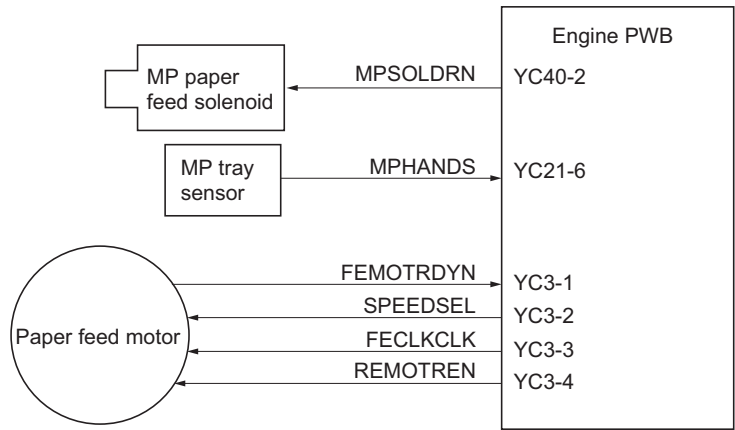 Engine PWB
MP paper
feed solenoid
MPSOLDRN
YC40-2
MP tray
sensor
MPHANDS
YC21-6
Paper feed motor
FEMOTRDYN
YC3-1
SPEEDSEL
YC3-2
FECLKCLK
YC3-3
REMOTREN
YC3-4